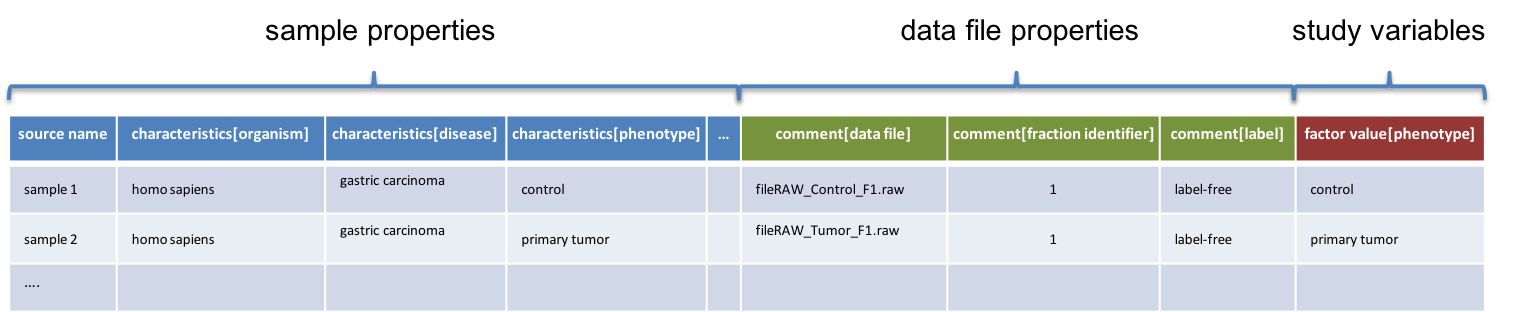 sample properties data file properties study variables
source name characteristics[organism] characteristics[disease] characteristics[phenotype] ... comment[data file] comment[fraction identifier] comment[label] factor value[phenotype]
sample 1 homo sapiens gastric carcinoma control fileRAW_Control_F1.raw 1 label-free control
sample 2 homo sapiens gastric carcinoma primary tumor fileRAW_Tumor_F1.raw 1 label-free primary tumor
....